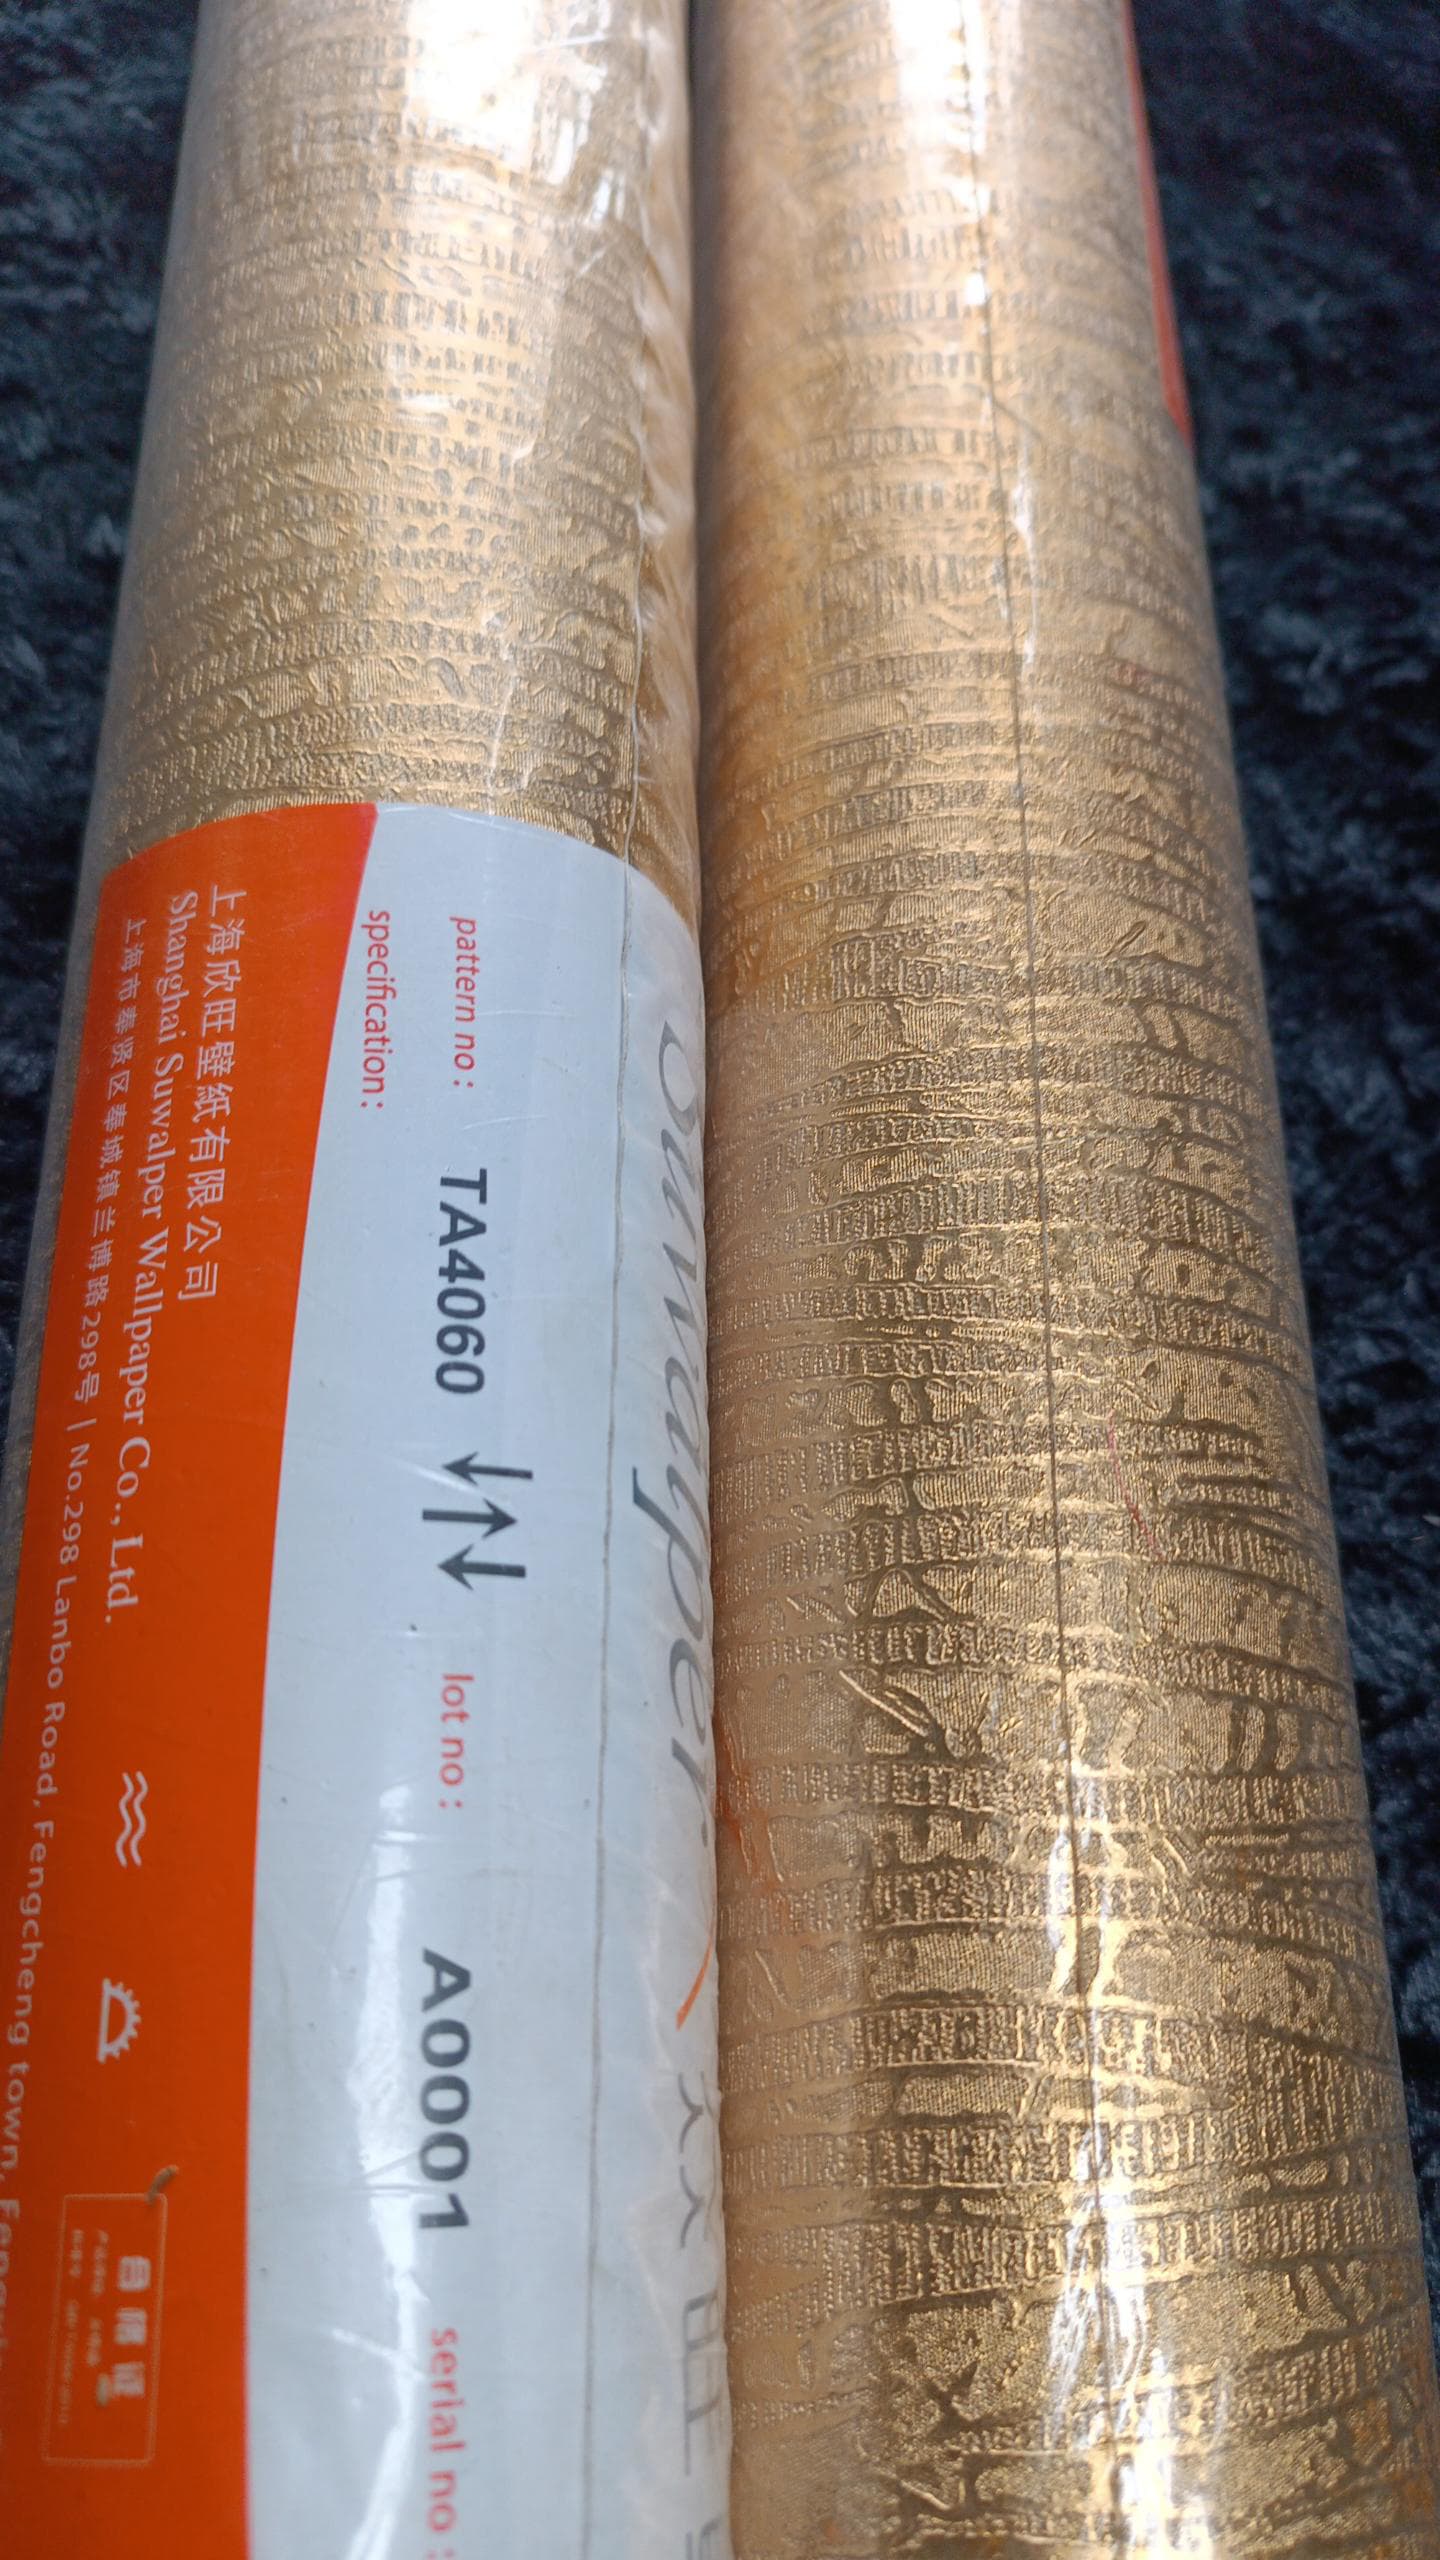 Sunwalper
pattern no : TA4060 lot no : A0001 serial no :
specification :
上海欣旺壁紙有限公司
Shanghai Suwalper Wallpaper Co., Ltd.
上海市奉贤区奉城镇兰博路298号 | No.298 Lanbo Road, Fengcheng town,